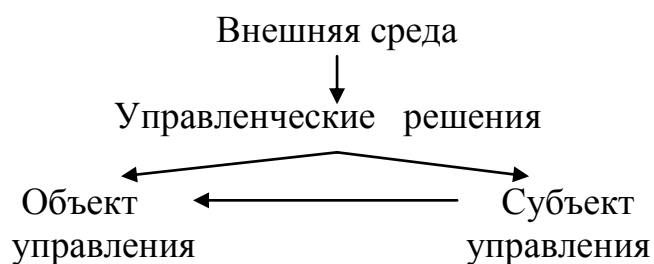 Внешняя среда
Управленческие решения
Объект
управления
Субъект
управления